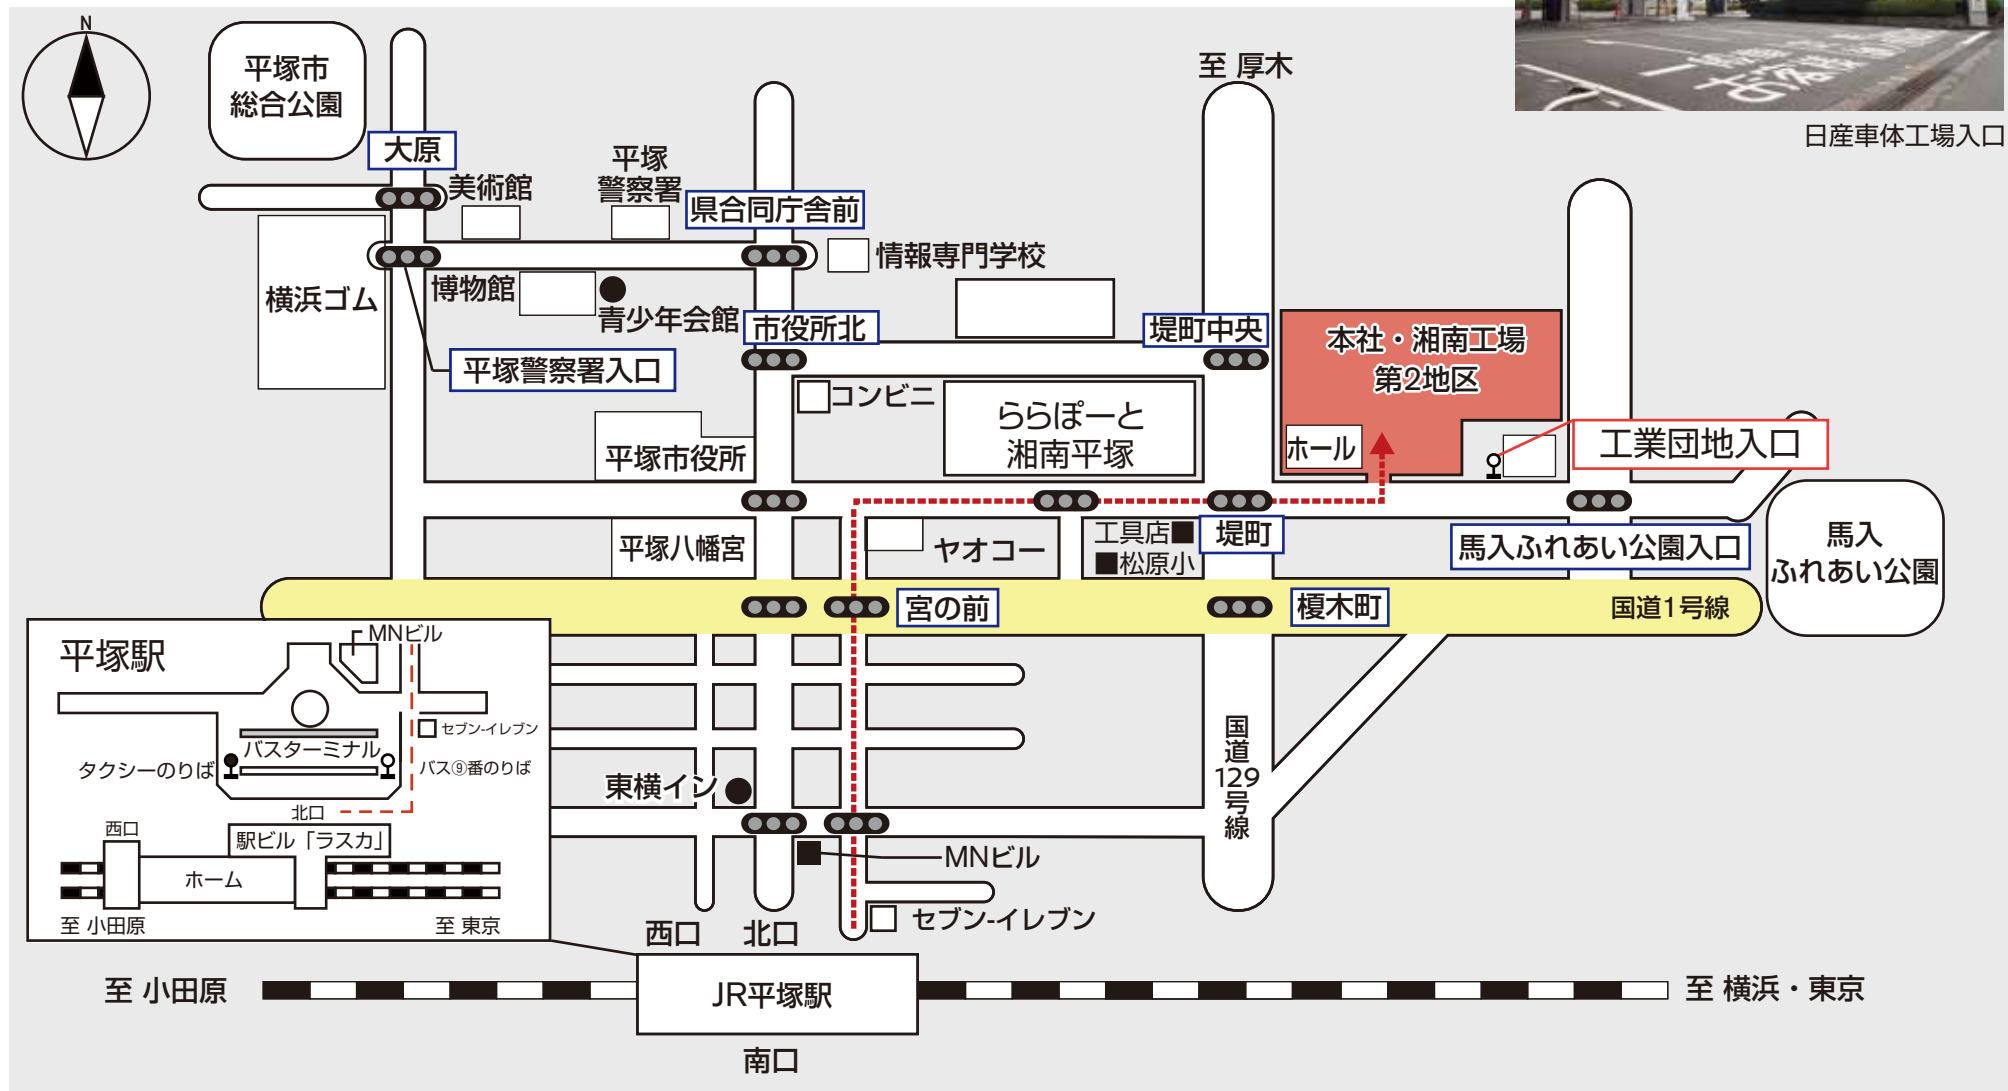 N
平塚市
総合公園
大原
美術館
平塚
警察署
県合同庁舎前
至 厚木
日産車体工場入口
横浜ゴム
博物館
青少年会館
情報専門学校
市役所北
堤町中央
本社・湘南工場
第2地区
平塚警察署入口
コンビニ
ららぽーと
湘南平塚
ホール
工業団地入口
平塚市役所
平塚八幡宮
ヤオコー
工具店■
■松原小
堤町
馬入ふれあい公園入口
馬入
ふれあい公園
宮の前
榎木町
国道1号線
平塚駅
MNビル
セブン-イレブン
バスターミナル
タクシーのりば
バス⑨番のりば
北口
西口
駅ビル「ラスカ」
ホーム
至 小田原
至 東京
東横イン
国道129号線
MNビル
セブン-イレブン
西口
北口
至 小田原
JR平塚駅
至 横浜・東京
南口